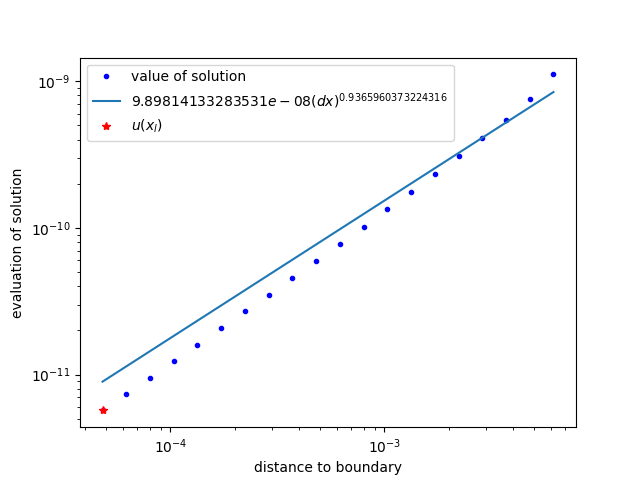 value of solution
9.89814133283531e − 08(dx)^0.9365960373224316
u(x_l)
10^−9
10^−10
10^−11
evaluation of solution
10^−4 10^−3
distance to boundary